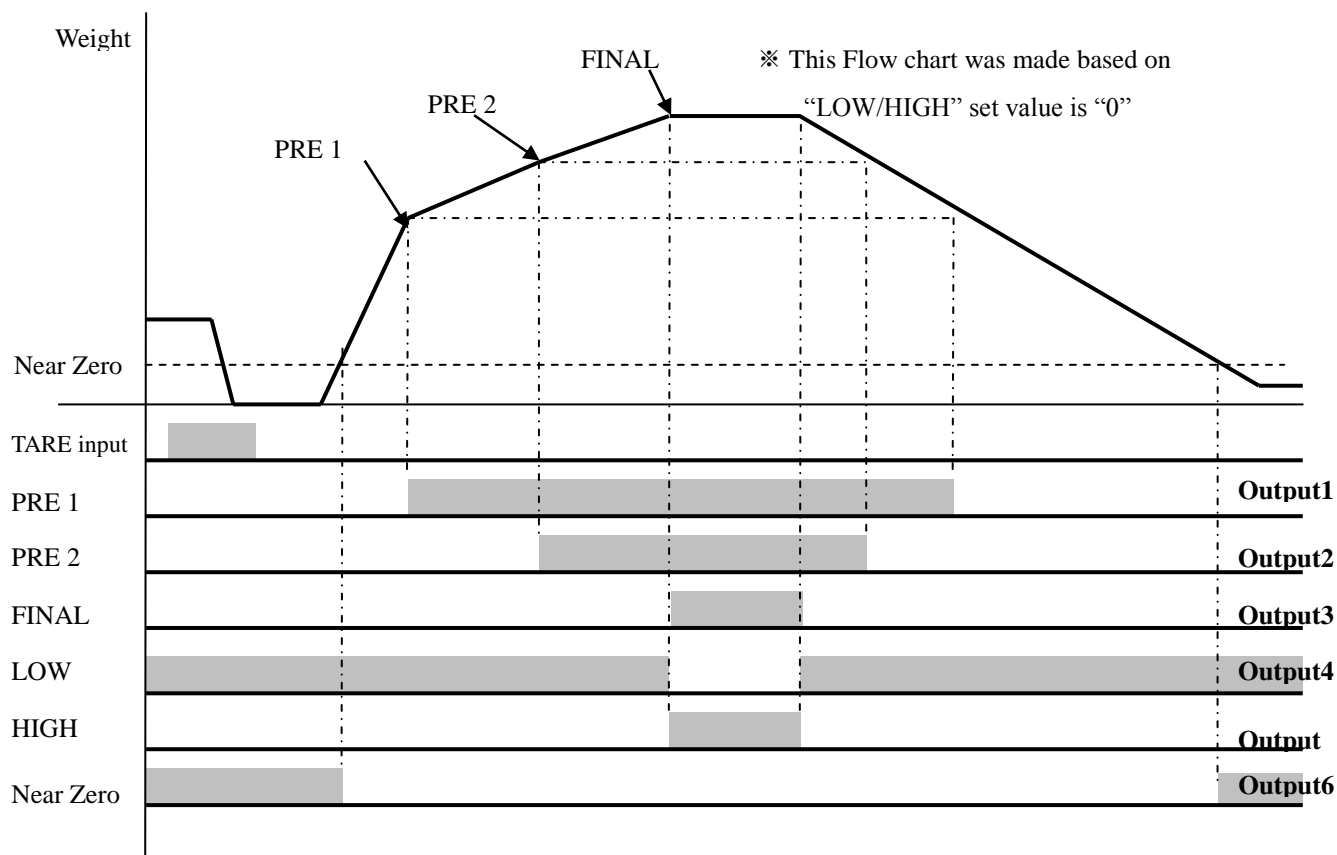 Weight
FINAL
※ This Flow chart was made based on
“LOW/HIGH” set value is “0”
PRE 2
PRE 1
Near Zero
TARE input
PRE 1 Output1
PRE 2 Output2
FINAL Output3
LOW Output4
HIGH Output
Near Zero Output6